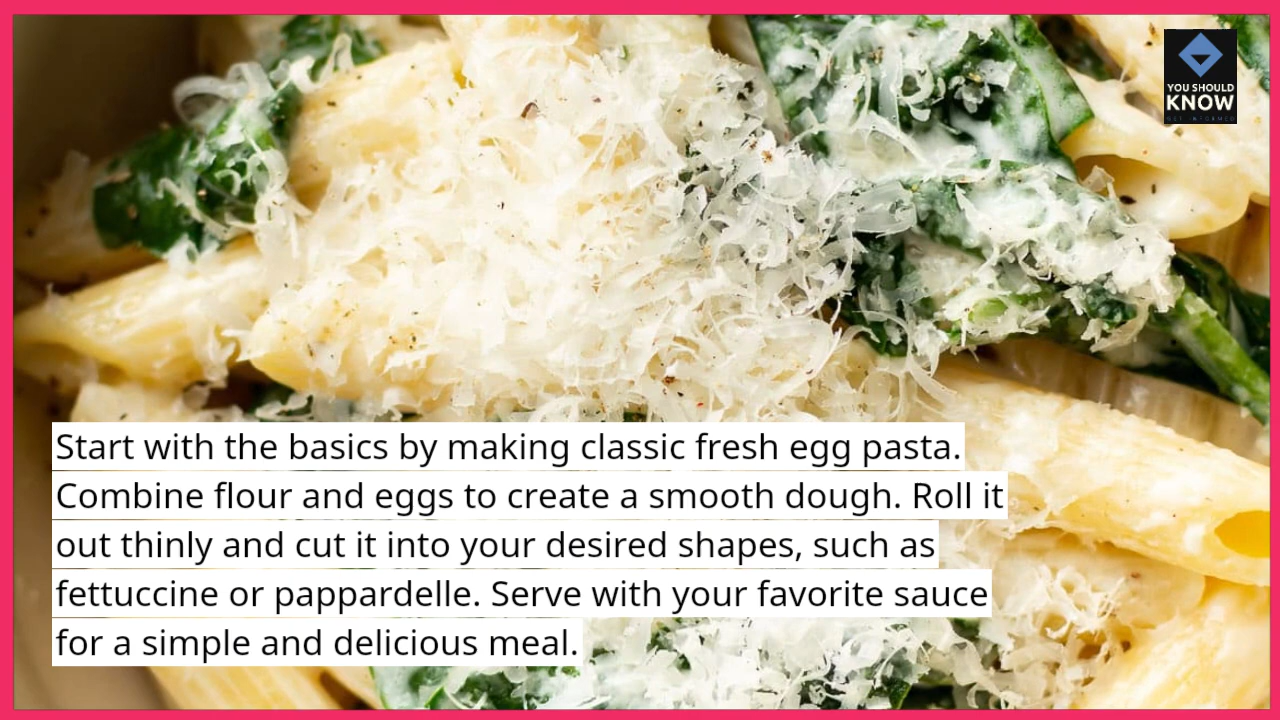 YOU SHOULD
KNOW
GET INFORMED
Start with the basics by making classic fresh egg pasta.
Combine flour and eggs to create a smooth dough. Roll it
out thinly and cut it into your desired shapes, such as
fettuccine or pappardelle. Serve with your favorite sauce
for a simple and delicious meal.